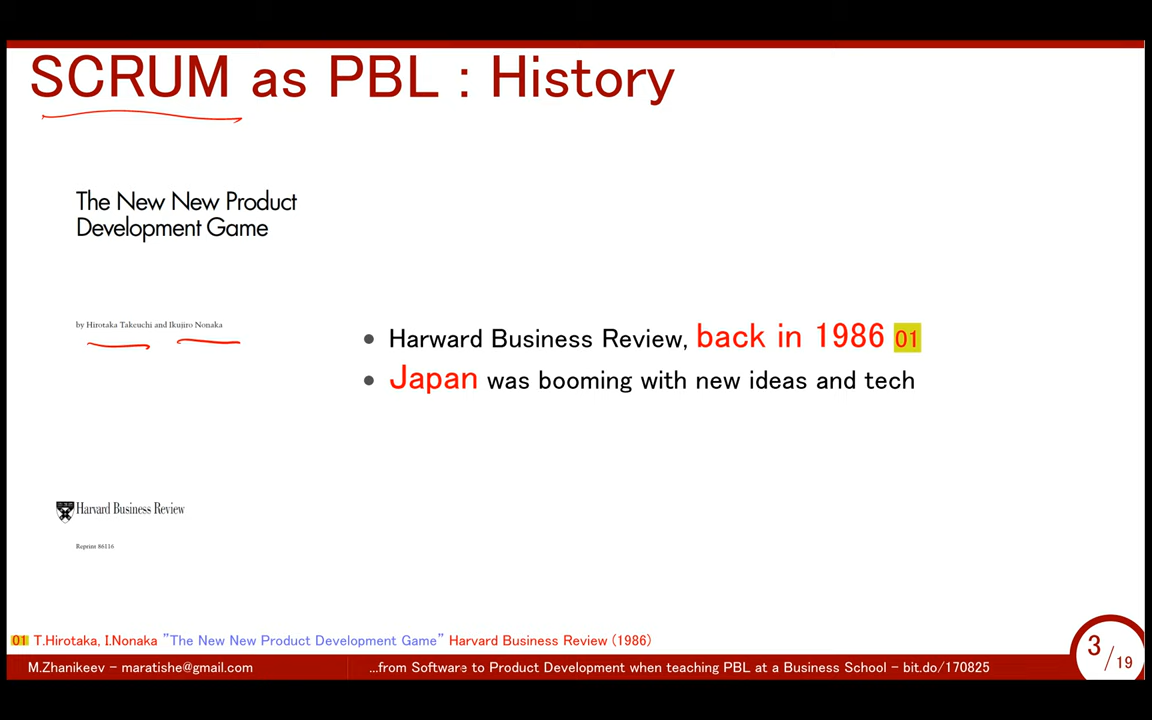 SCRUM as PBL : History
The New New Product
Development Game
by Hirotaka Takeuchi and Ikujiro Nonaka
• Harward Business Review, back in 1986 01
• Japan was booming with new ideas and tech
Harvard Business Review
Reprint 86116
01 T.Hirotaka, I.Nonaka "The New New Product Development Game" Harvard Business Review (1986)
3/19
M.Zhanikeev – maratishe@gmail.com
...from Software to Product Development when teaching PBL at a Business School – bit.do/170825